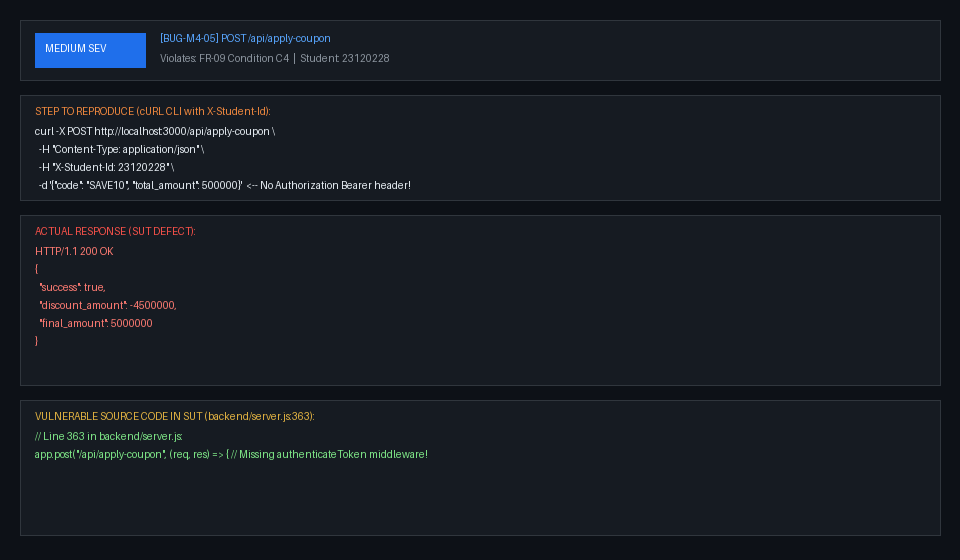 MEDIUM SEV
[BUG-M4-05] POST /api/apply-coupon
Violates: FR-09 Condition C4 | Student: 23120228
STEP TO REPRODUCE (cURL CLI with X-Student-Id):
curl -X POST http://localhost:3000/api/apply-coupon \
-H "Content-Type: application/json" \
-H "X-Student-Id: 23120228" \
-d '{"code": "SAVE10", "total_amount": 500000}' <-- No Authorization Bearer header!
ACTUAL RESPONSE (SUT DEFECT):
HTTP/1.1 200 OK
{
"success": true,
"discount_amount": -4500000,
"final_amount": 5000000
}
VULNERABLE SOURCE CODE IN SUT (backend/server.js:363):
// Line 363 in backend/server.js:
app.post("/api/apply-coupon", (req, res) => { // Missing authenticateToken middleware!